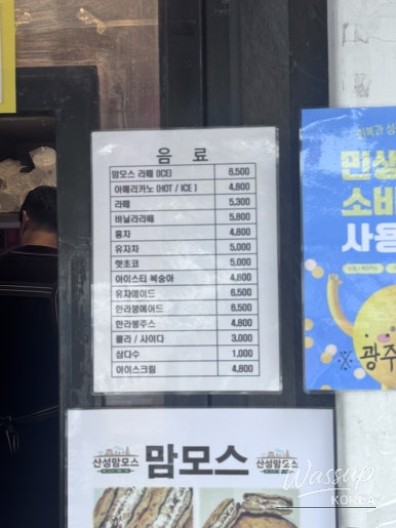 음 료
맘모스 라떼 (ICE) 6,500
아메리카노 (HOT / ICE ) 4,800
라떼 5,300
바닐라라떼 5,800
홍차 4,800
유자차 5,000
핫초코 5,000
아이스티 복숭아 4,800
유자에이드 6,500
한라봉에이드 6,500
한라봉주스 4,800
콜라 / 사이다 3,000
삼다수 1,000
아이스크림 4,800
민생
소비
사용
광주
산성맘모스 맘모스 산성맘모스
Wassup
KOREA